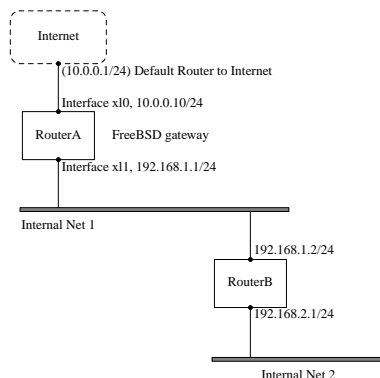 Internet
(10.0.0.1/24) Default Router to Internet
Interface xl0, 10.0.0.10/24
RouterA
FreeBSD gateway
Interface xl1, 192.168.1.1/24
Internal Net 1
192.168.1.2/24
RouterB
192.168.2.1/24
Internal Net 2